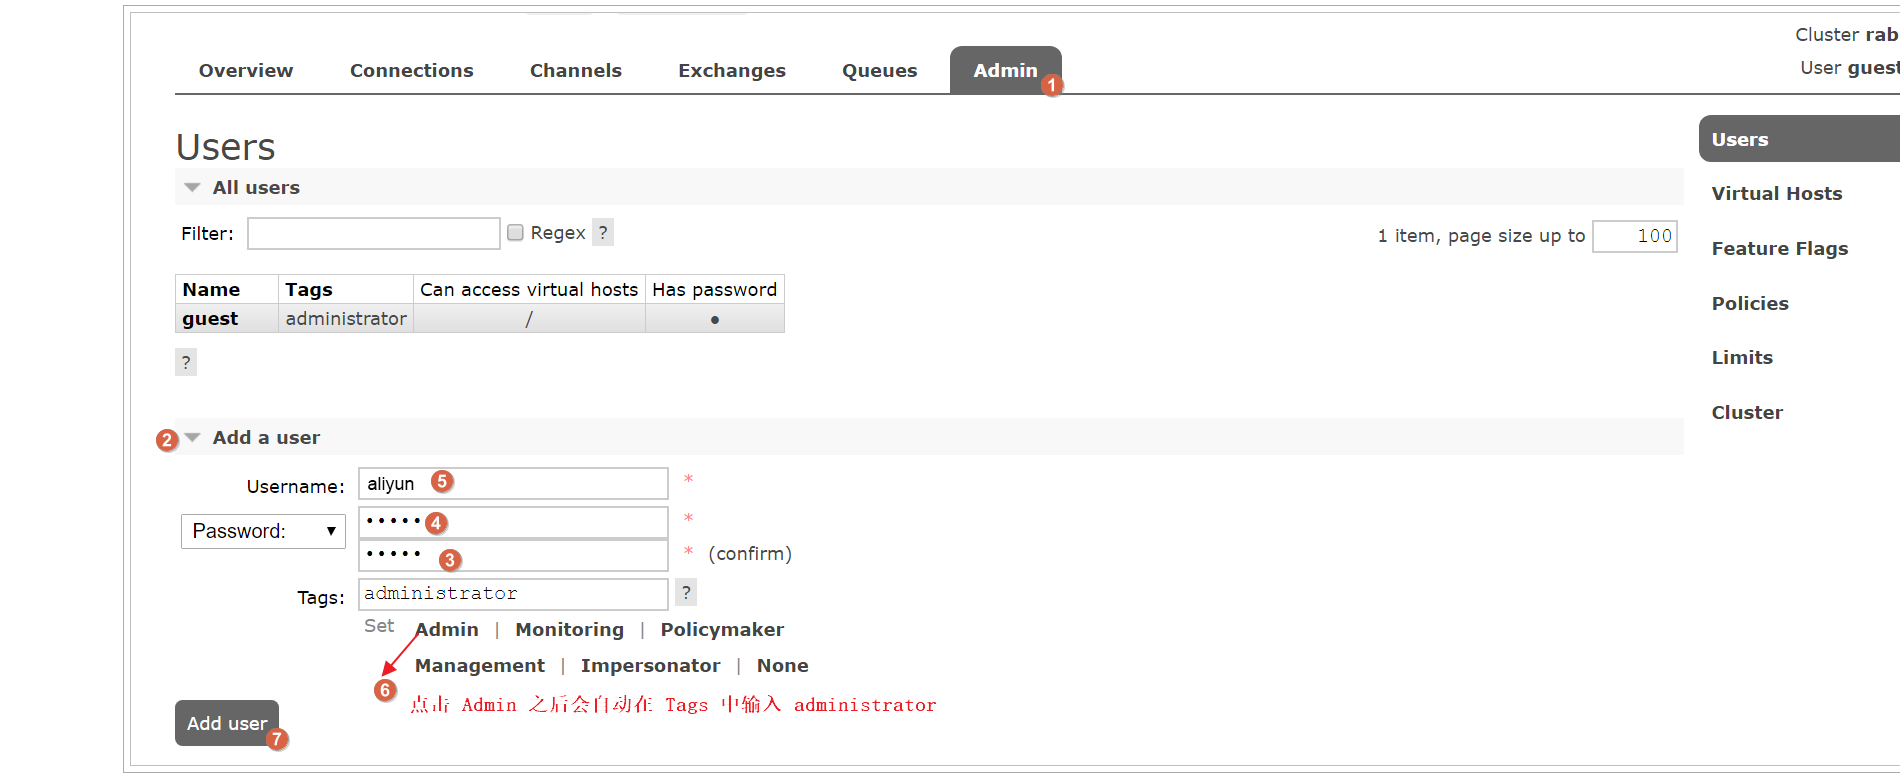 Cluster rab
User guest
Overview Connections Channels Exchanges Queues Admin 1
Users
Users
Virtual Hosts
Feature Flags
Policies
Limits
Cluster
All users
Filter: Regex ? 1 item, page size up to 100
Name Tags Can access virtual hosts Has password
guest administrator / ●
?
2 Add a user
Username: aliyun 5 *
Password: ••••• 4 *
••••• 3 * (confirm)
Tags: administrator ?
Set Admin | Monitoring | Policymaker
Management | Impersonator | None
6 点击 Admin 之后会自动在 Tags 中输入 administrator
Add user 7